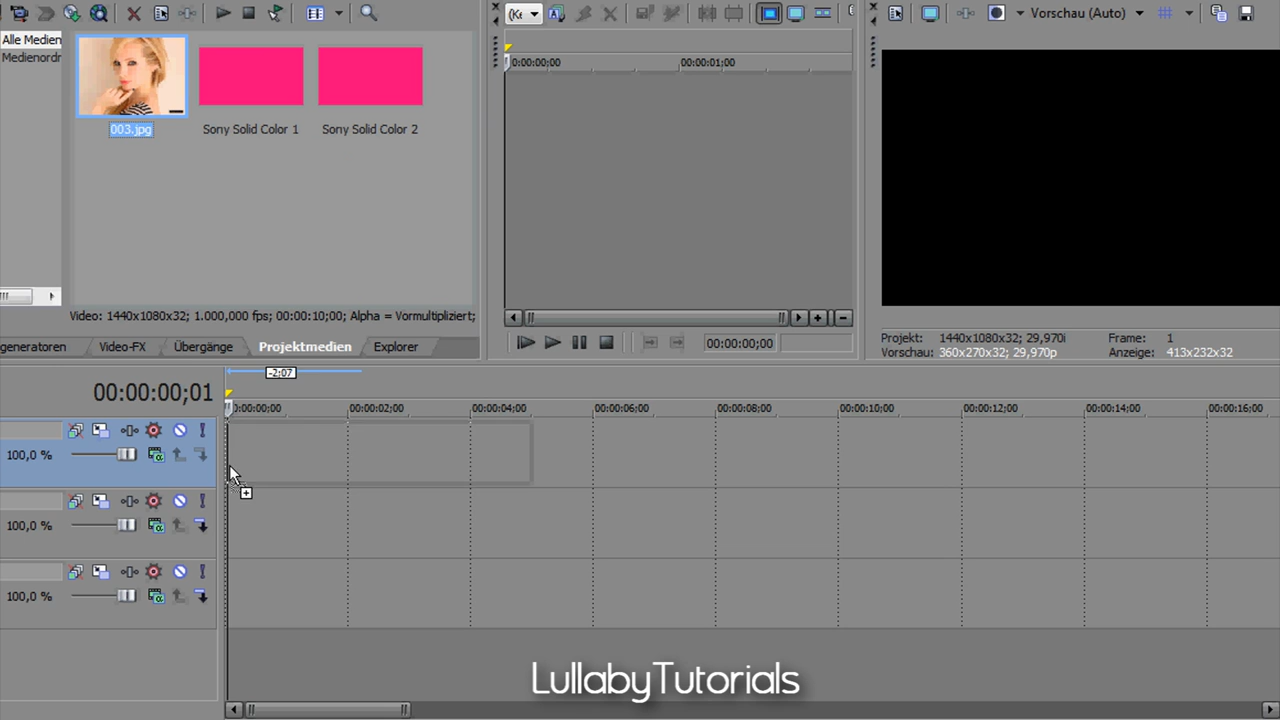 (Ke
Vorschau (Auto)
Alle Medien
Medienordr
003.jpg
Sony Solid Color 1
Sony Solid Color 2
0:00:00;00
00:00:01;00
Video: 1440x1080x32; 1.000,000 fps; 00:00:10;00; Alpha = Vormultipliziert;
generatoren
Video-FX
Übergänge
Projektmedien
Explorer
00:00:00;00
Projekt: 1440x1080x32; 29,970i
Frame: 1
Vorschau: 360x270x32; 29,970p
Anzeige: 413x232x32
-2:07
00:00:00;01
0:00:00;00
00:00:02;00
00:00:04;00
00:00:06;00
00:00:08;00
00:00:10;00
00:00:12;00
00:00:14;00
00:00:16;00
100,0 %
100,0 %
100,0 %
LullabyTutorials